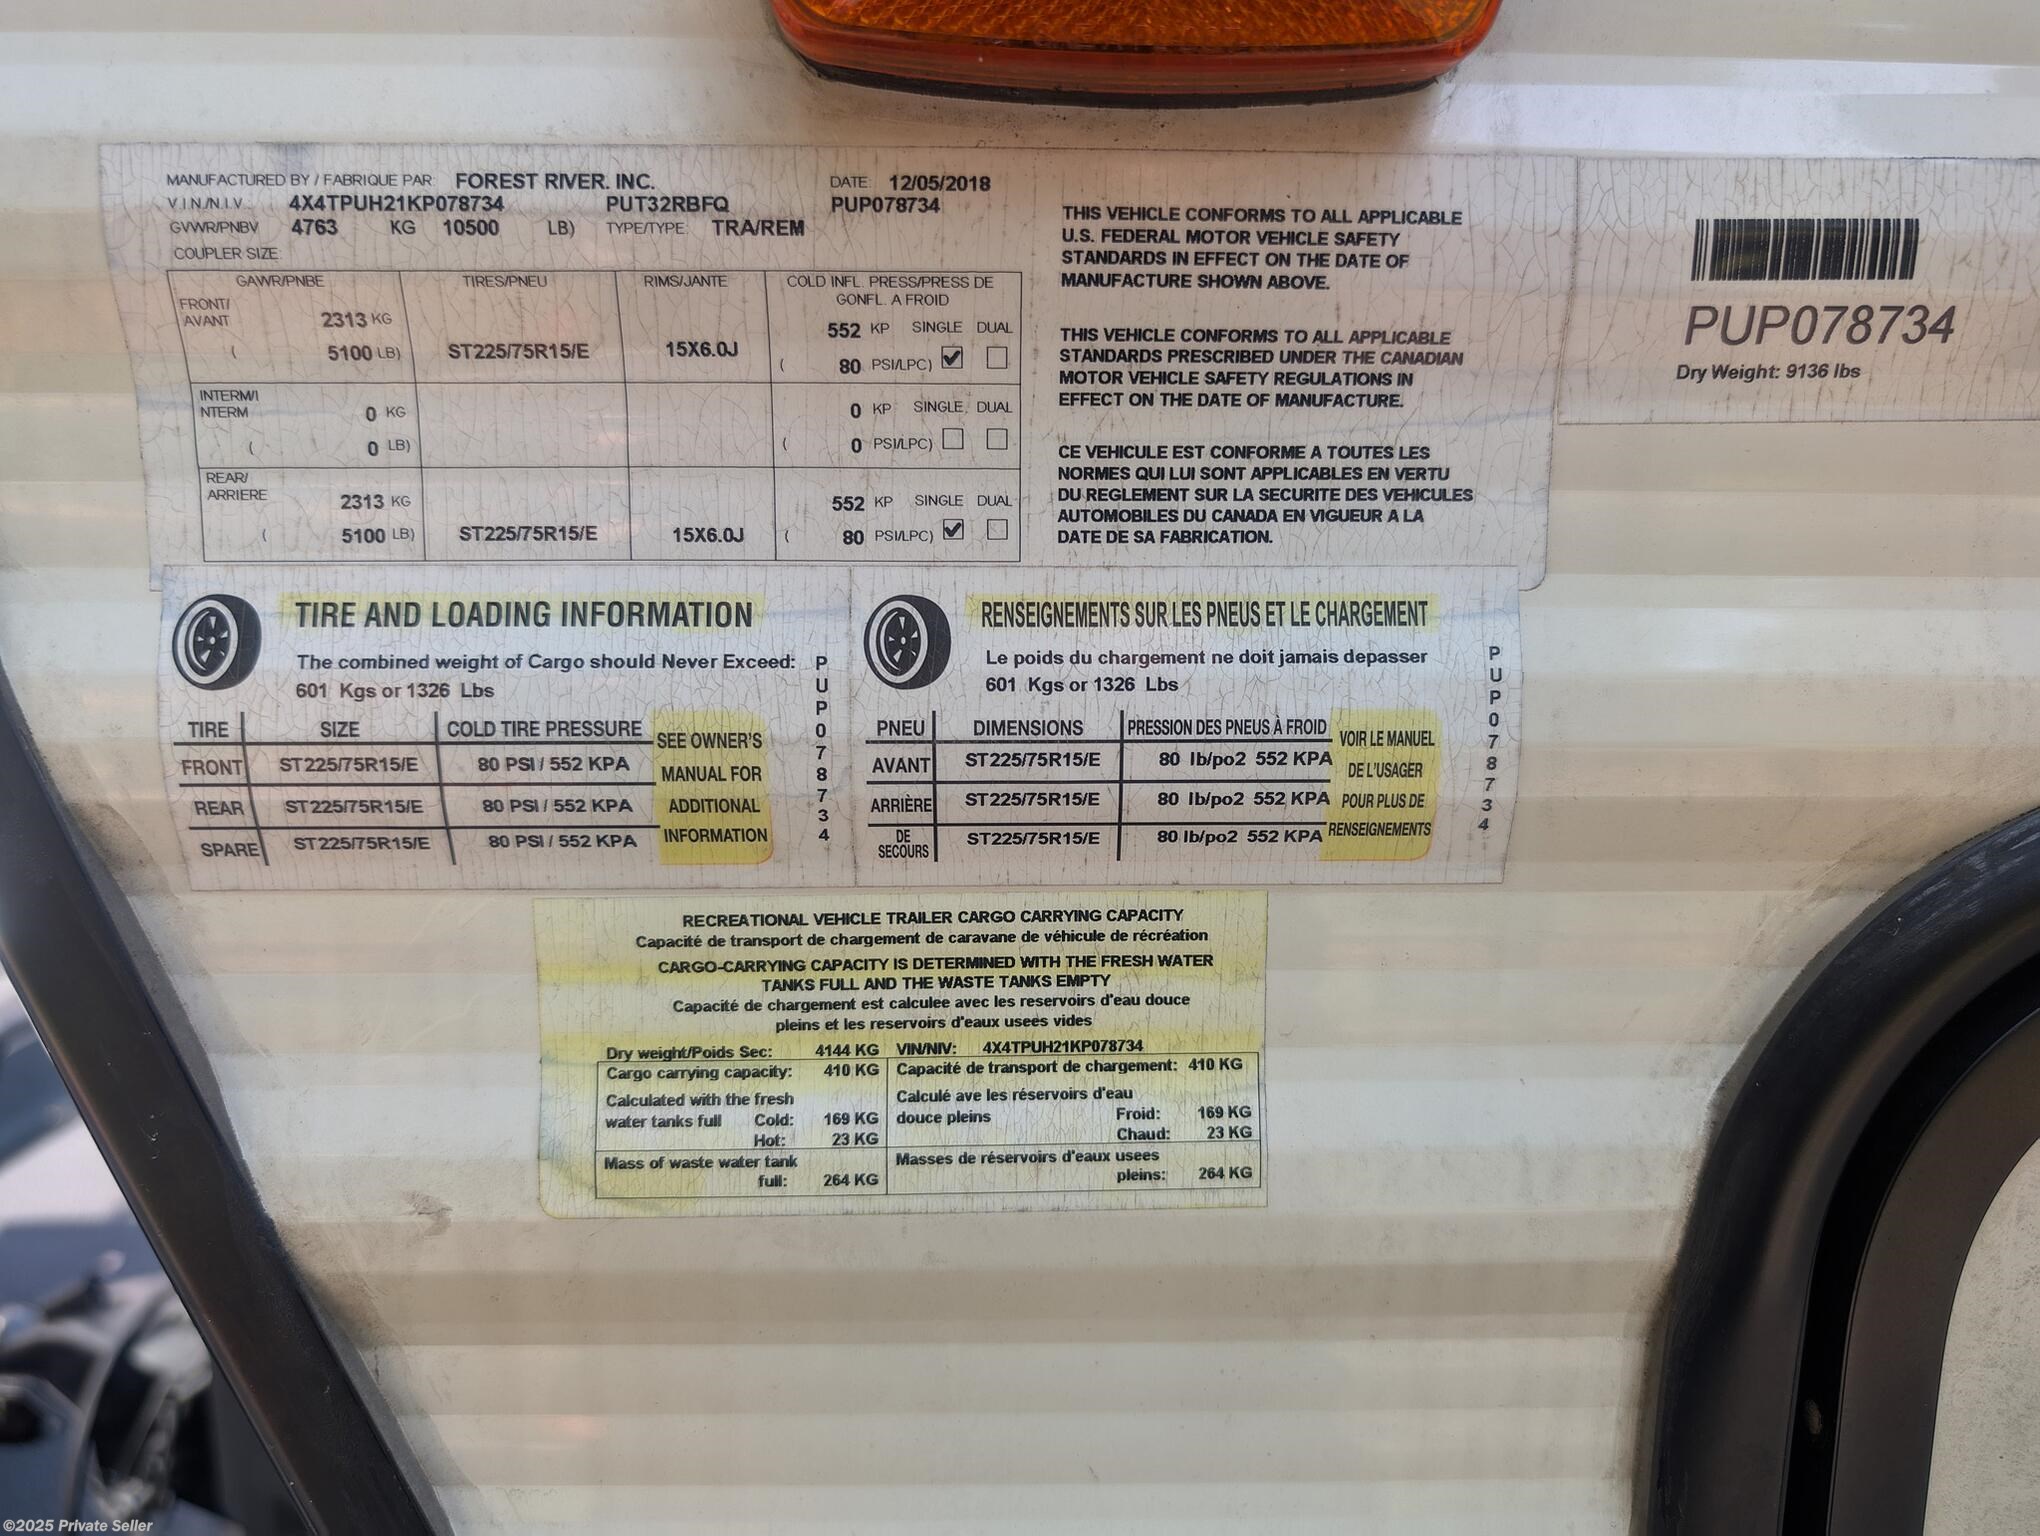 MANUFACTURED BY / FABRIQUE PAR: FOREST RIVER. INC. DATE: 12/05/2018
V.I.N./N.I.V.: 4X4TPUH21KP078734 PUT32RBFQ PUP078734
GVWR/PNBV 4763 KG 10500 LB) TYPE/TYPE: TRA/REM
COUPLER SIZE:
GAWR/PNBE TIRES/PNEU RIMS/JANTE COLD INFL. PRESS/PRESS DE
GONFL. A FROID
FRONT/
AVANT 2313 KG 552 KP SINGLE DUAL
( 5100 LB) ST225/75R15/E 15X6.0J ( 80 PSI/LPC)
INTERM/I
NTERM 0 KG 0 KP SINGLE DUAL
( 0 LB) ( 0 PSI/LPC)
REAR/
ARRIERE 2313 KG 552 KP SINGLE DUAL
( 5100 LB) ST225/75R15/E 15X6.0J ( 80 PSI/LPC)
THIS VEHICLE CONFORMS TO ALL APPLICABLE
U.S. FEDERAL MOTOR VEHICLE SAFETY
STANDARDS IN EFFECT ON THE DATE OF
MANUFACTURE SHOWN ABOVE.
THIS VEHICLE CONFORMS TO ALL APPLICABLE
STANDARDS PRESCRIBED UNDER THE CANADIAN
MOTOR VEHICLE SAFETY REGULATIONS IN
EFFECT ON THE DATE OF MANUFACTURE.
CE VEHICULE EST CONFORME A TOUTES LES
NORMES QUI LUI SONT APPLICABLES EN VERTU
DU REGLEMENT SUR LA SECURITE DES VEHICULES
AUTOMOBILES DU CANADA EN VIGUEUR A LA
DATE DE SA FABRICATION.
PUP078734
Dry Weight: 9136 lbs
TIRE AND LOADING INFORMATION
The combined weight of Cargo should Never Exceed:
601 Kgs or 1326 Lbs
TIRE SIZE COLD TIRE PRESSURE
FRONT ST225/75R15/E 80 PSI / 552 KPA
REAR ST225/75R15/E 80 PSI / 552 KPA
SPARE ST225/75R15/E 80 PSI / 552 KPA
SEE OWNER'S
MANUAL FOR
ADDITIONAL
INFORMATION
PUP078734
RENSEIGNEMENTS SUR LES PNEUS ET LE CHARGEMENT
Le poids du chargement ne doit jamais depasser
601 Kgs or 1326 Lbs
PNEU DIMENSIONS PRESSION DES PNEUS À FROID
AVANT ST225/75R15/E 80 lb/po2 552 KPA
ARRIÈRE ST225/75R15/E 80 lb/po2 552 KPA
DE
SECOURS ST225/75R15/E 80 lb/po2 552 KPA
VOIR LE MANUEL
DE L'USAGER
POUR PLUS DE
RENSEIGNEMENTS
PUP078734
RECREATIONAL VEHICLE TRAILER CARGO CARRYING CAPACITY
Capacité de transport de chargement de caravane de véhicule de récréation
CARGO-CARRYING CAPACITY IS DETERMINED WITH THE FRESH WATER
TANKS FULL AND THE WASTE TANKS EMPTY
Capacité de chargement est calculee avec les reservoirs d'eau douce
pleins et les reservoirs d'eaux usees vides
Dry weight/Poids Sec: 4144 KG VIN/NIV: 4X4TPUH21KP078734
Cargo carrying capacity: 410 KG Capacité de transport de chargement: 410 KG
Calculated with the fresh Calculé ave les réservoirs d'eau
water tanks full Cold: 169 KG douce pleins Froid: 169 KG
Hot: 23 KG Chaud: 23 KG
Mass of waste water tank Masses de réservoirs d'eaux usees
full: 264 KG pleins: 264 KG
©2025 Private Seller